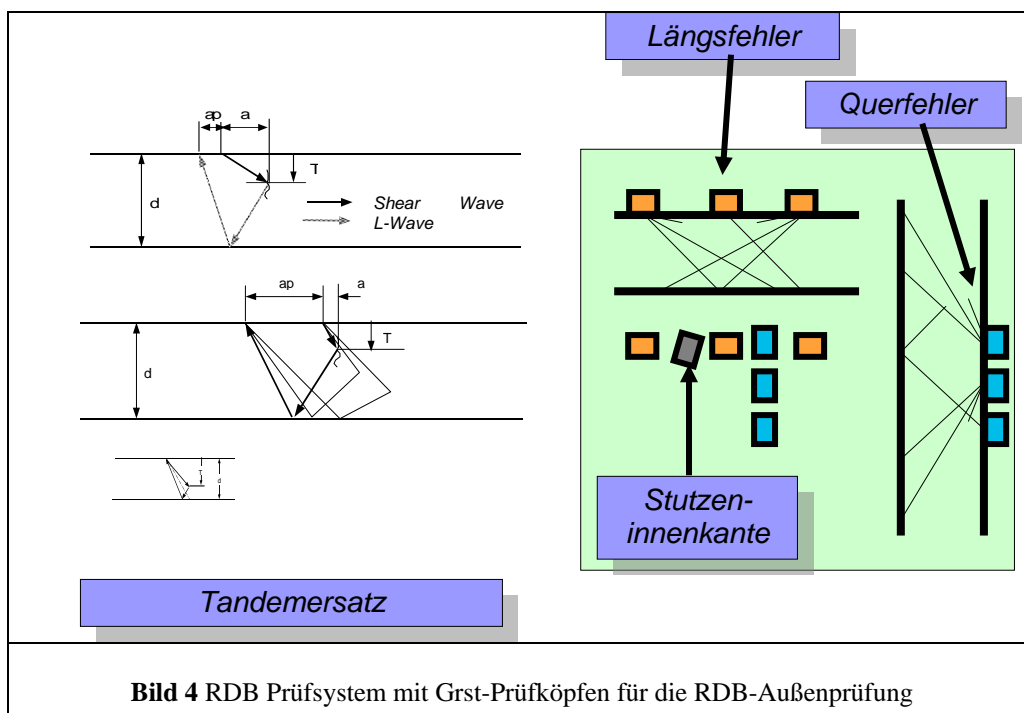 Längsfehler
Querfehler
ap a
T
d
Shear Wave
L-Wave
ap a
T
d
T
d
Stutzen-
innenkante
Tandemersatz
Bild 4 RDB Prüfsystem mit Grst-Prüfköpfen für die RDB-Außenprüfung